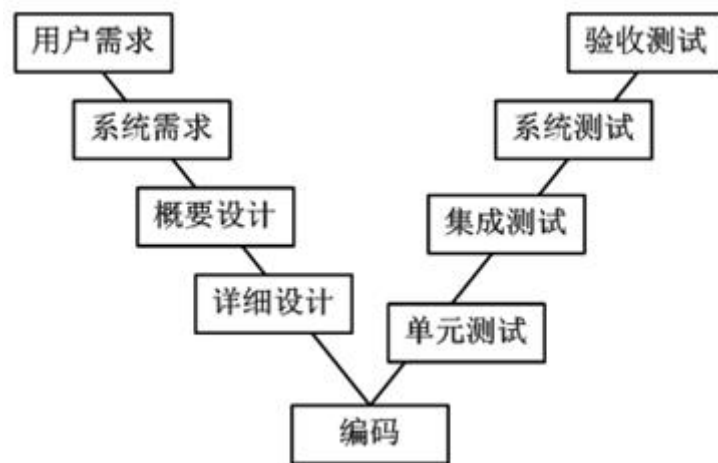 用户需求
验收测试
系统需求
系统测试
概要设计
集成测试
详细设计
单元测试
编码